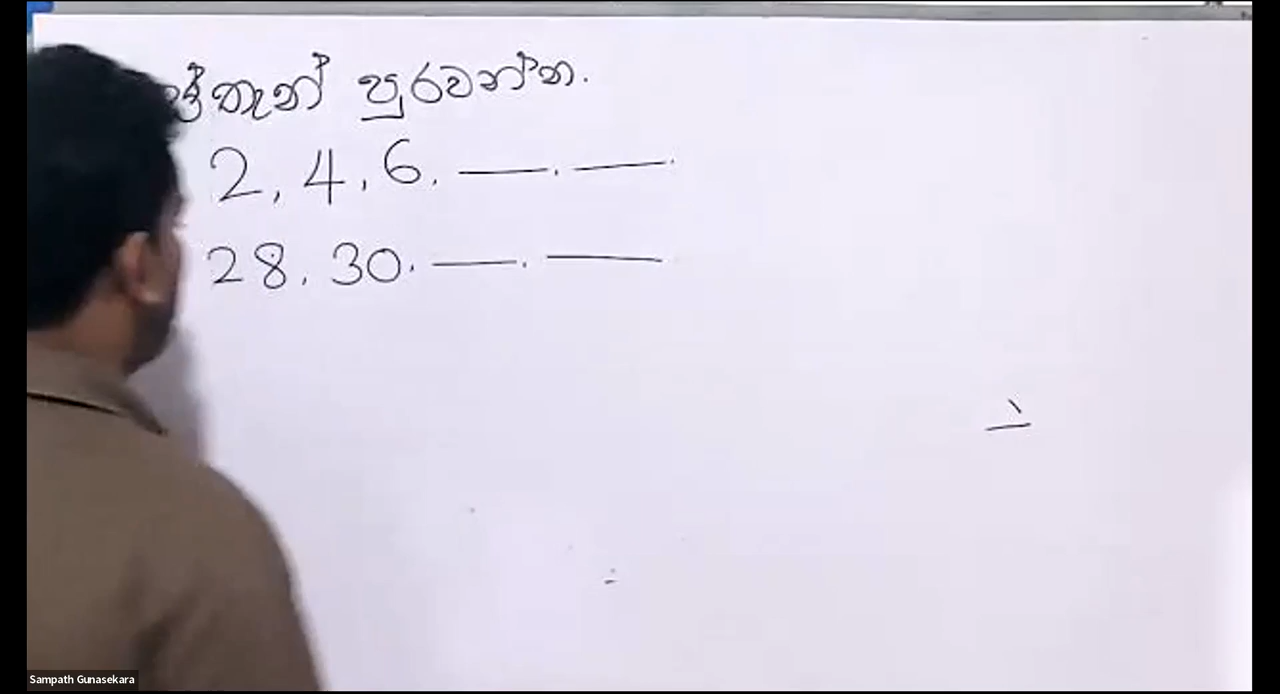 තැන් පුරවන්න.
2, 4, 6, ——. ——.
28, 30. ——. ——
Sampath Gunasekara